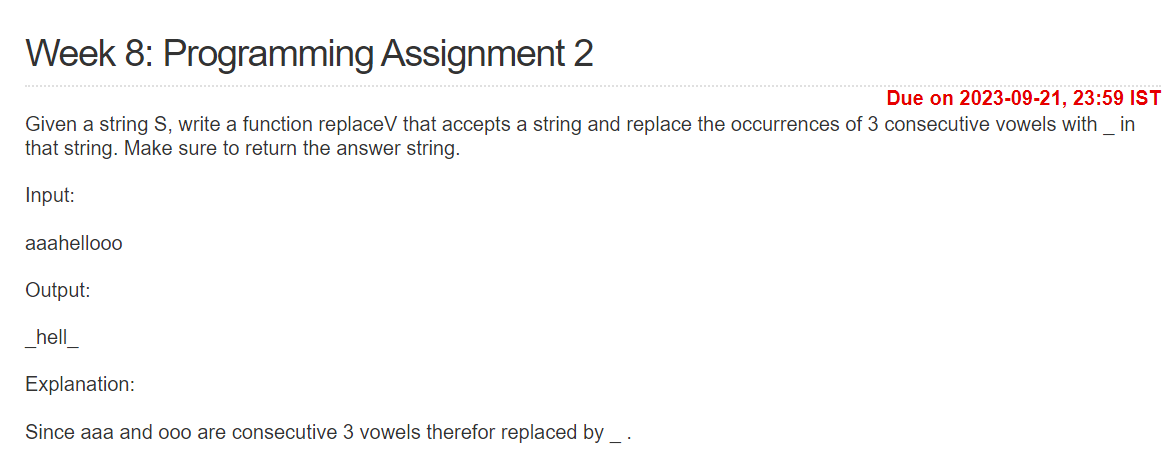 Week 8: Programming Assignment 2
Due on 2023-09-21, 23:59 IST
Given a string S, write a function replaceV that accepts a string and replace the occurrences of 3 consecutive vowels with _ in
that string. Make sure to return the answer string.
Input:
aaahellooo
Output:
_hell_
Explanation:
Since aaa and ooo are consecutive 3 vowels therefor replaced by _ .